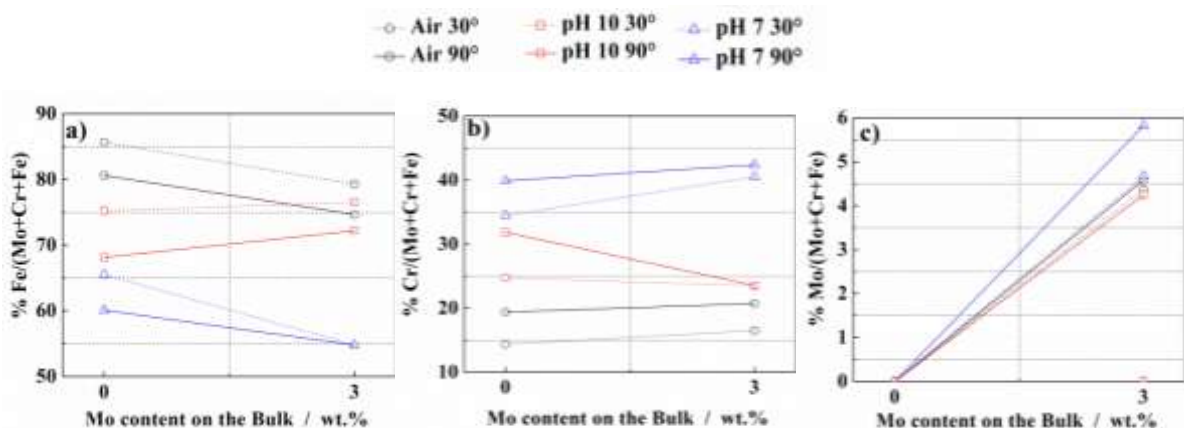 Air 30° pH 10 30° pH 7 30°
Air 90° pH 10 90° pH 7 90°
a)
% Fe/(Mo+Cr+Fe)
90
80
70
60
50
0 3
Mo content on the Bulk / wt.%
b)
% Cr/(Mo+Cr+Fe)
50
40
30
20
10
0 3
Mo content on the Bulk / wt.%
c)
% Mo/(Mo+Cr+Fe)
6
5
4
3
2
1
0
0 3
Mo content on the Bulk / wt.%